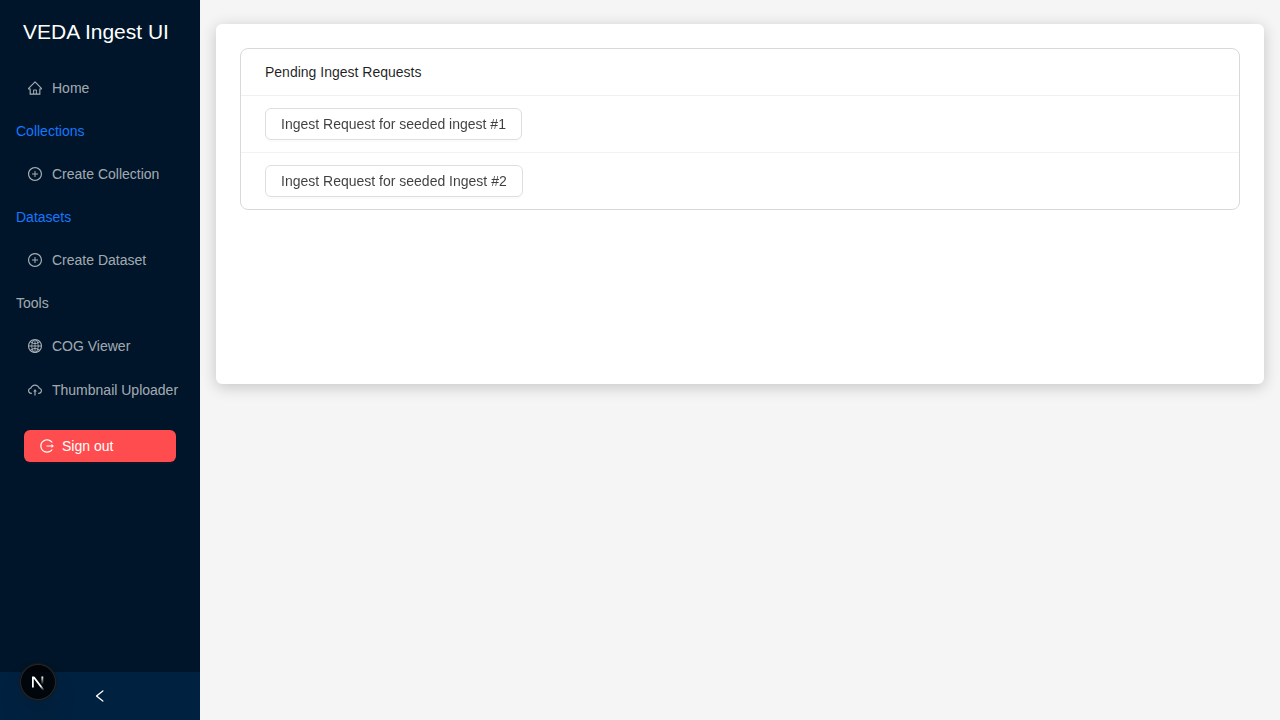 VEDA Ingest UI
Home
Collections
Create Collection
Datasets
Create Dataset
Tools
COG Viewer
Thumbnail Uploader
Sign out
Pending Ingest Requests
Ingest Request for seeded ingest #1
Ingest Request for seeded Ingest #2